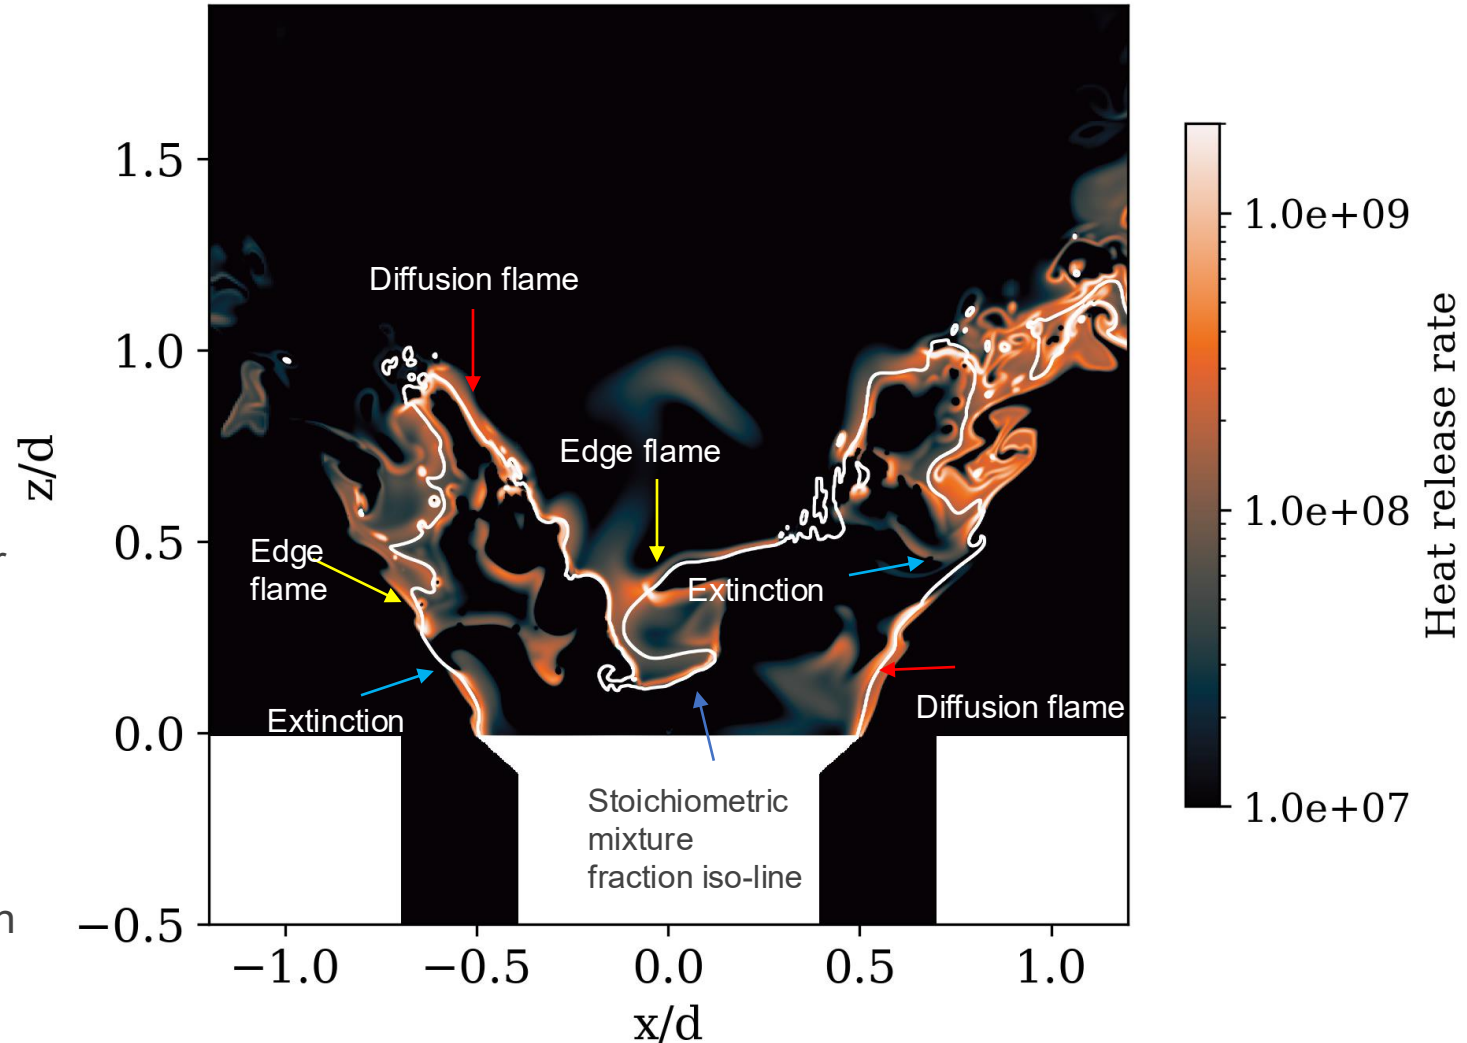 1.5
1.0
0.5
0.0
−0.5
z/d
−1.0
−0.5
0.0
0.5
1.0
x/d
Diffusion flame
Edge flame
Edge
flame
Extinction
Extinction
Diffusion flame
Stoichiometric
mixture
fraction iso-line
1.0e+09
1.0e+08
1.0e+07
Heat release rate